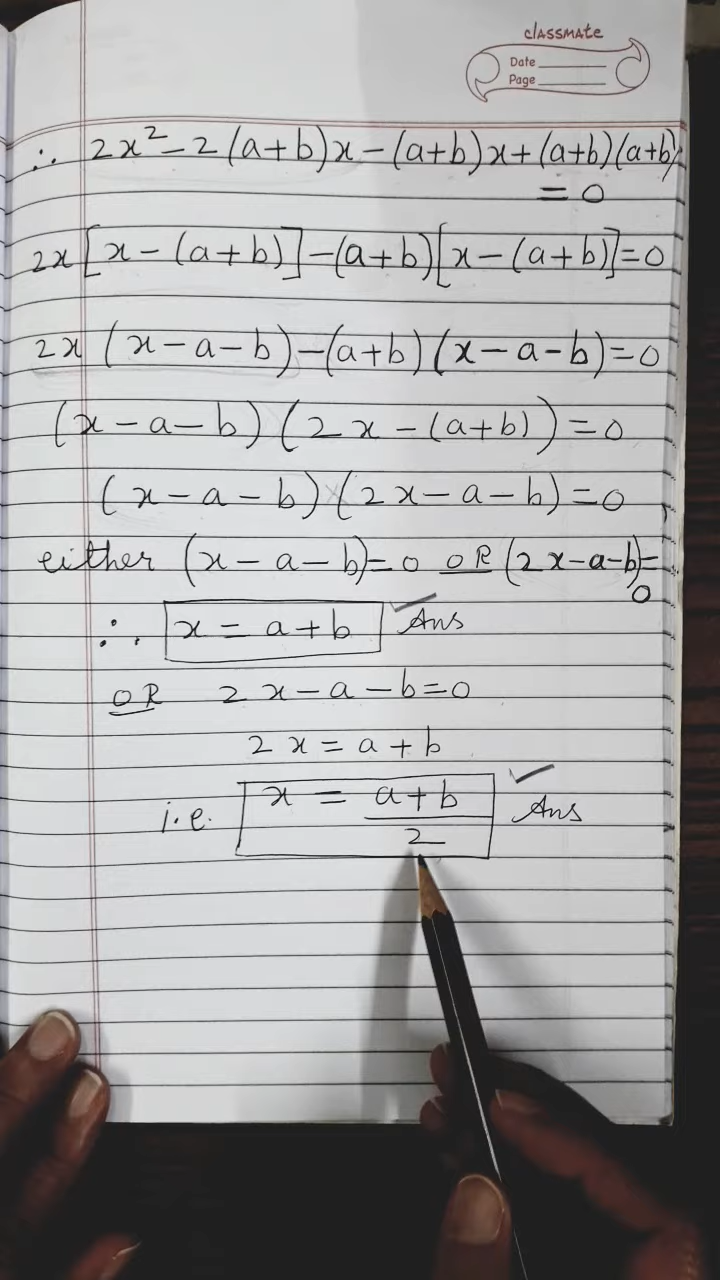 classmate
Date
Page
∴ 2x² - 2(a+b)x - (a+b)x + (a+b)(a+b)
= 0
2x[x - (a+b)] - (a+b)[x - (a+b)] = 0
2x (x - a - b) - (a+b)(x - a - b) = 0
(x - a - b)(2x - (a+b)) = 0
(x - a - b)(2x - a - b) = 0
either (x - a - b) = 0 OR (2x - a - b) =
0
∴ x = a + b ✓ Ans
OR 2x - a - b = 0
2x = a + b
i.e. x = a + b ✓ Ans
2